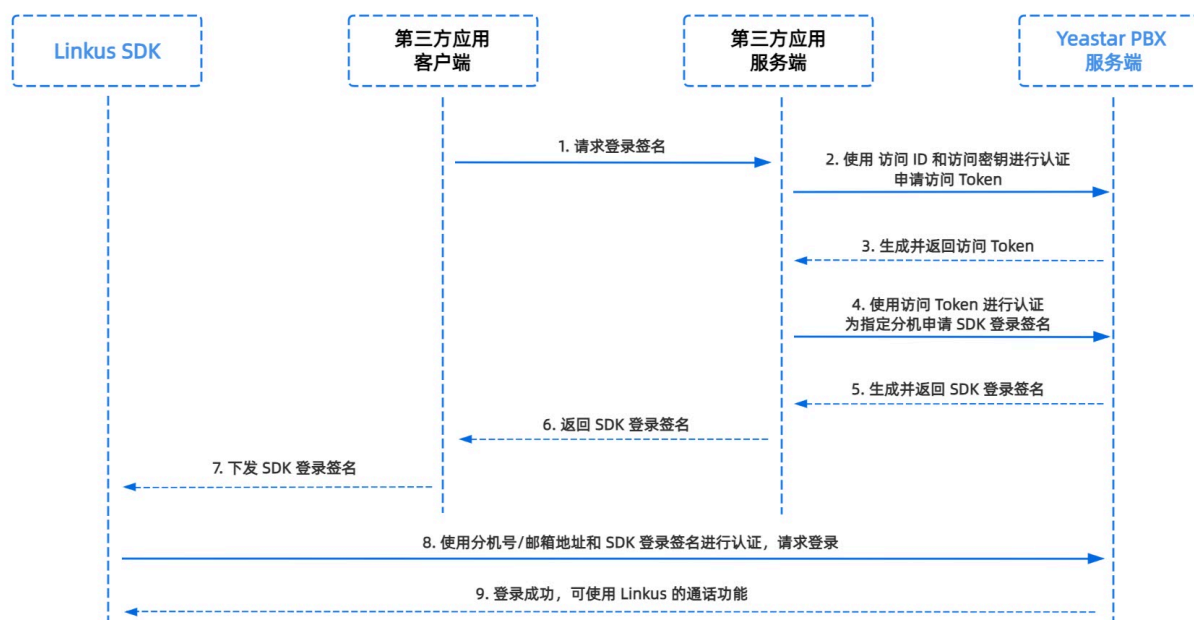 Linkus SDK
第三方应用
客户端
第三方应用
服务端
Yeastar PBX
服务端
1. 请求登录签名
2. 使用 访问 ID 和访问密钥进行认证
申请访问 Token
3. 生成并返回访问 Token
4. 使用访问 Token 进行认证
为指定分机申请 SDK 登录签名
5. 生成并返回 SDK 登录签名
6. 返回 SDK 登录签名
7. 下发 SDK 登录签名
8. 使用分机号/邮箱地址和 SDK 登录签名进行认证，请求登录
9. 登录成功，可使用 Linkus 的通话功能